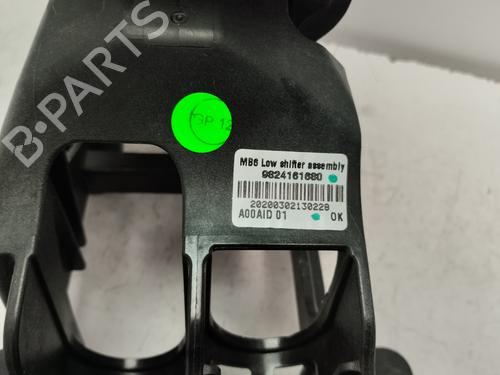 B-PARTS
GP 12
MB6 Low shifter assembly
9824161680
20200302130228
A00AID 01 OK